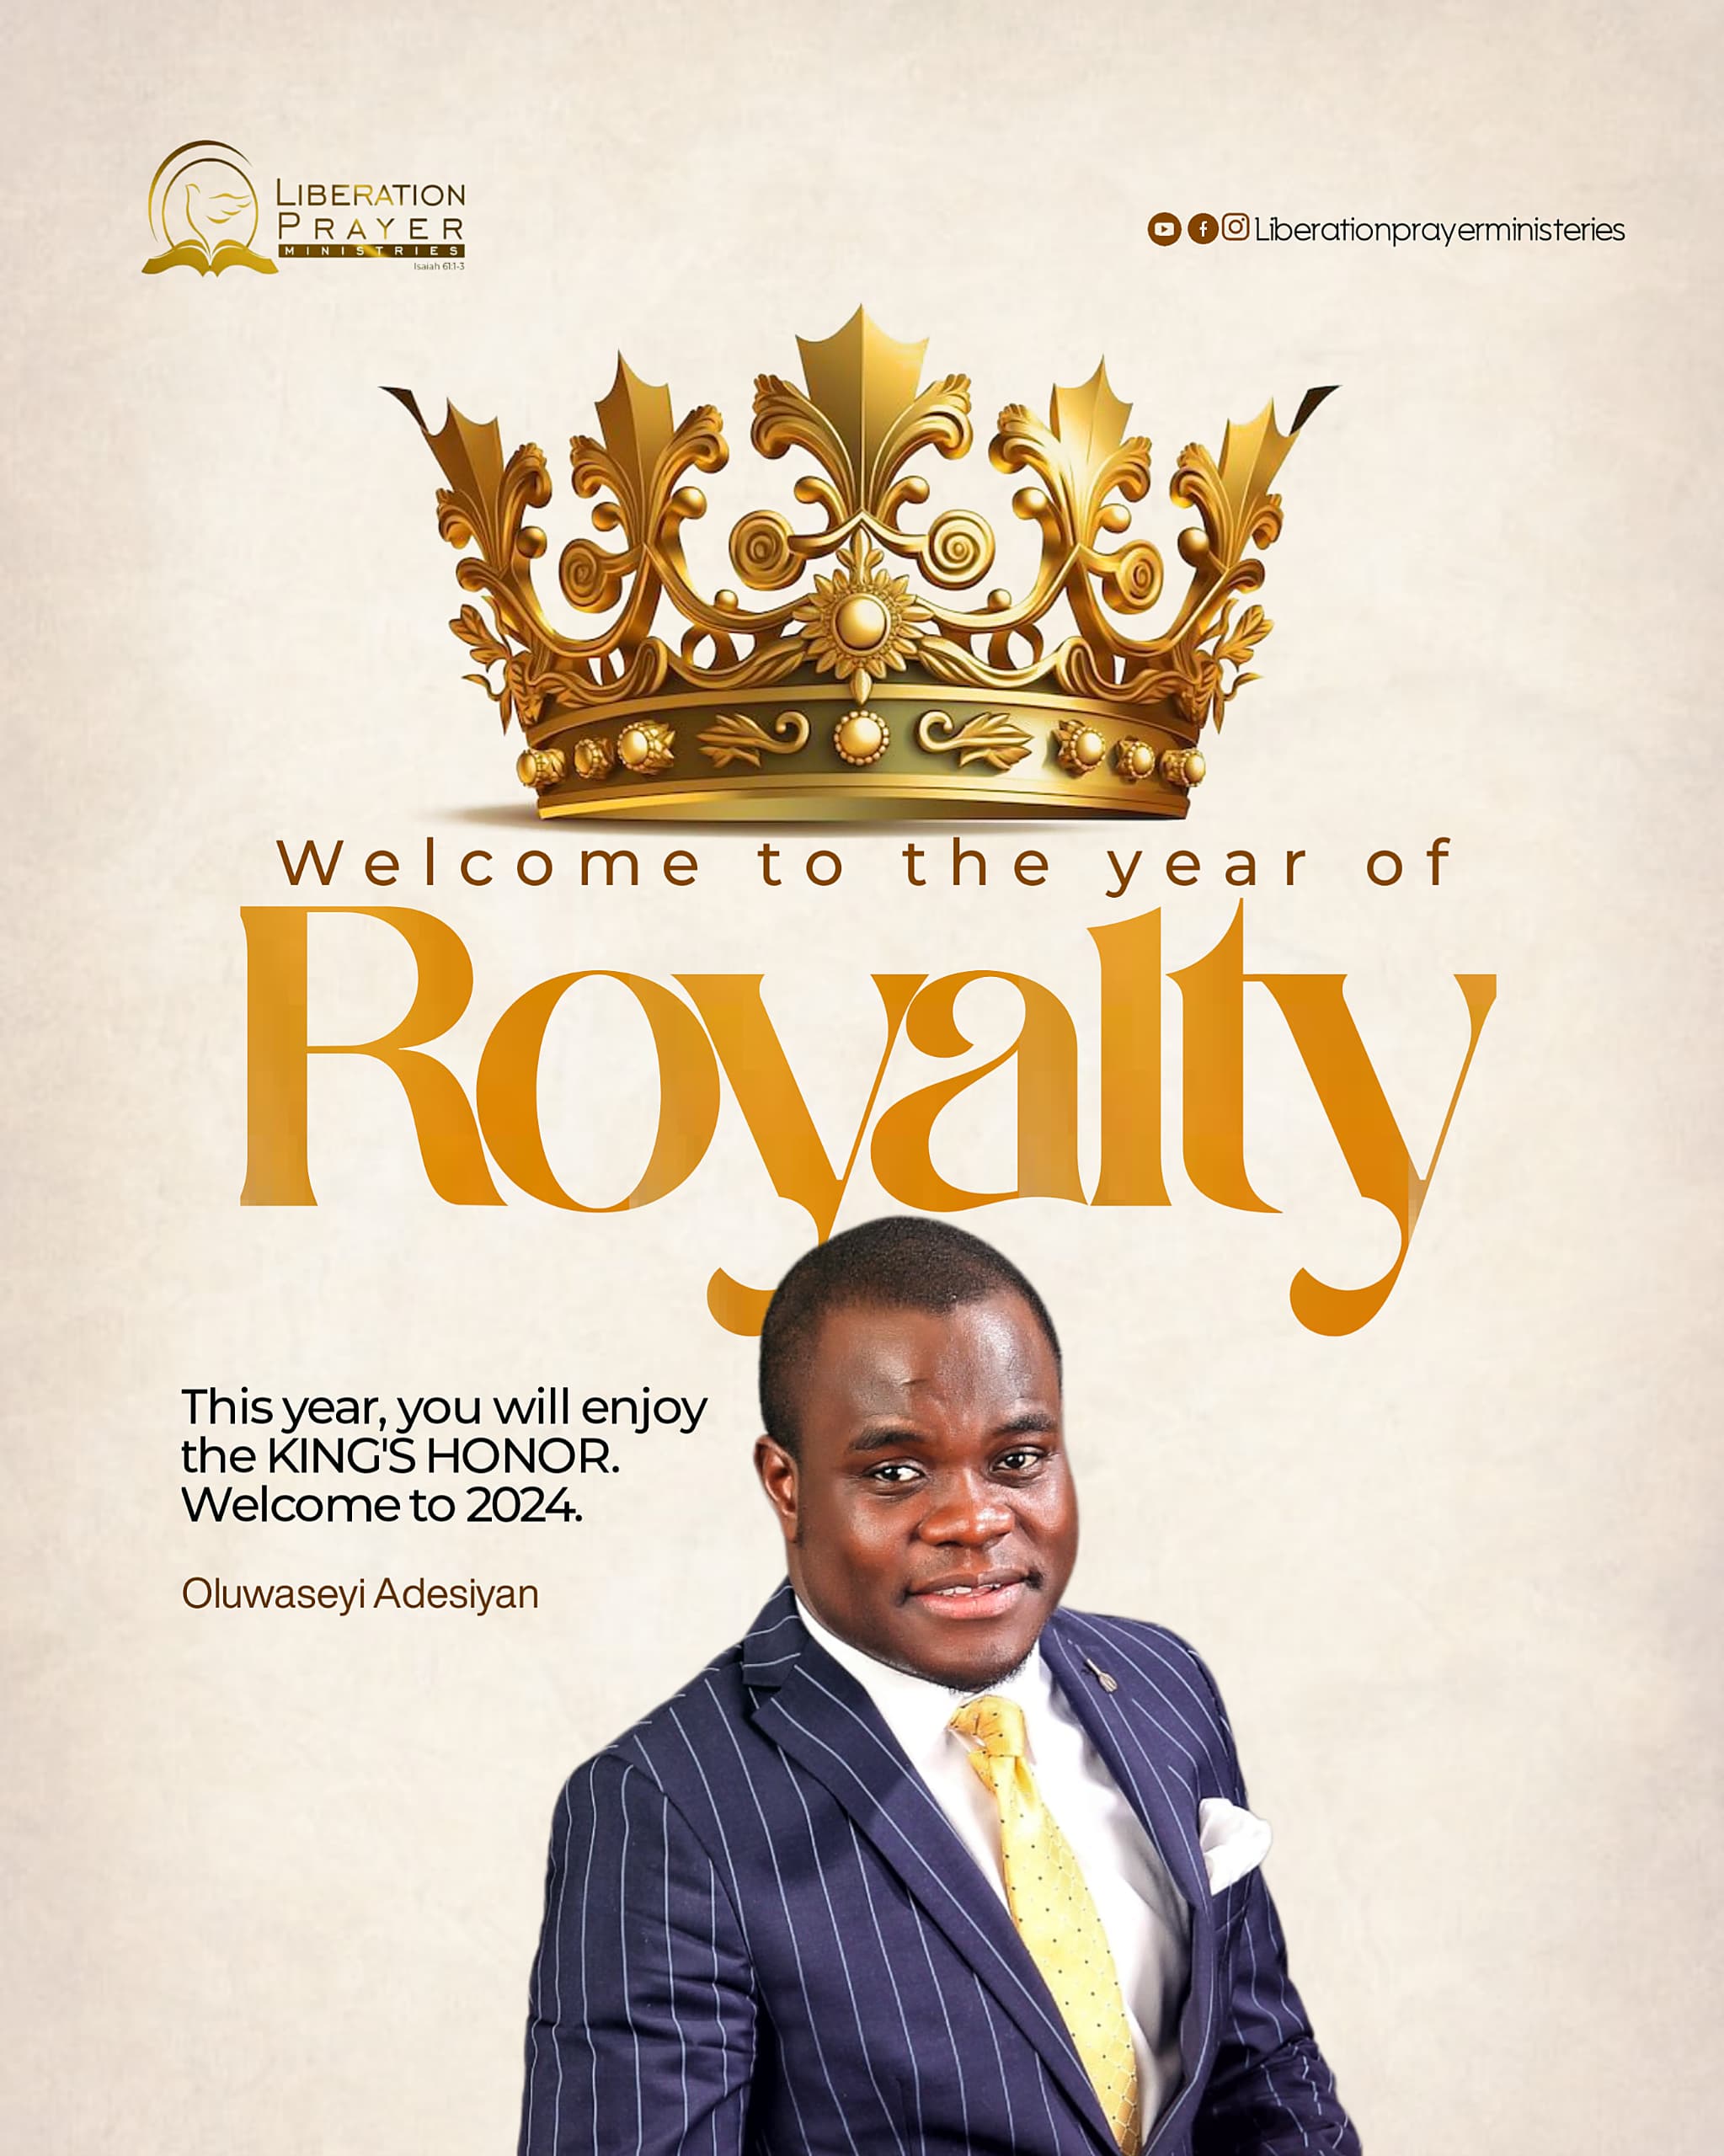 LIBERATION
PRAYER
MINISTRIES
Isaiah 61:1-3
Liberationprayerministeries
Welcome to the year of
Royalty
This year, you will enjoy
the KING'S HONOR.
Welcome to 2024.
Oluwaseyi Adesiyan